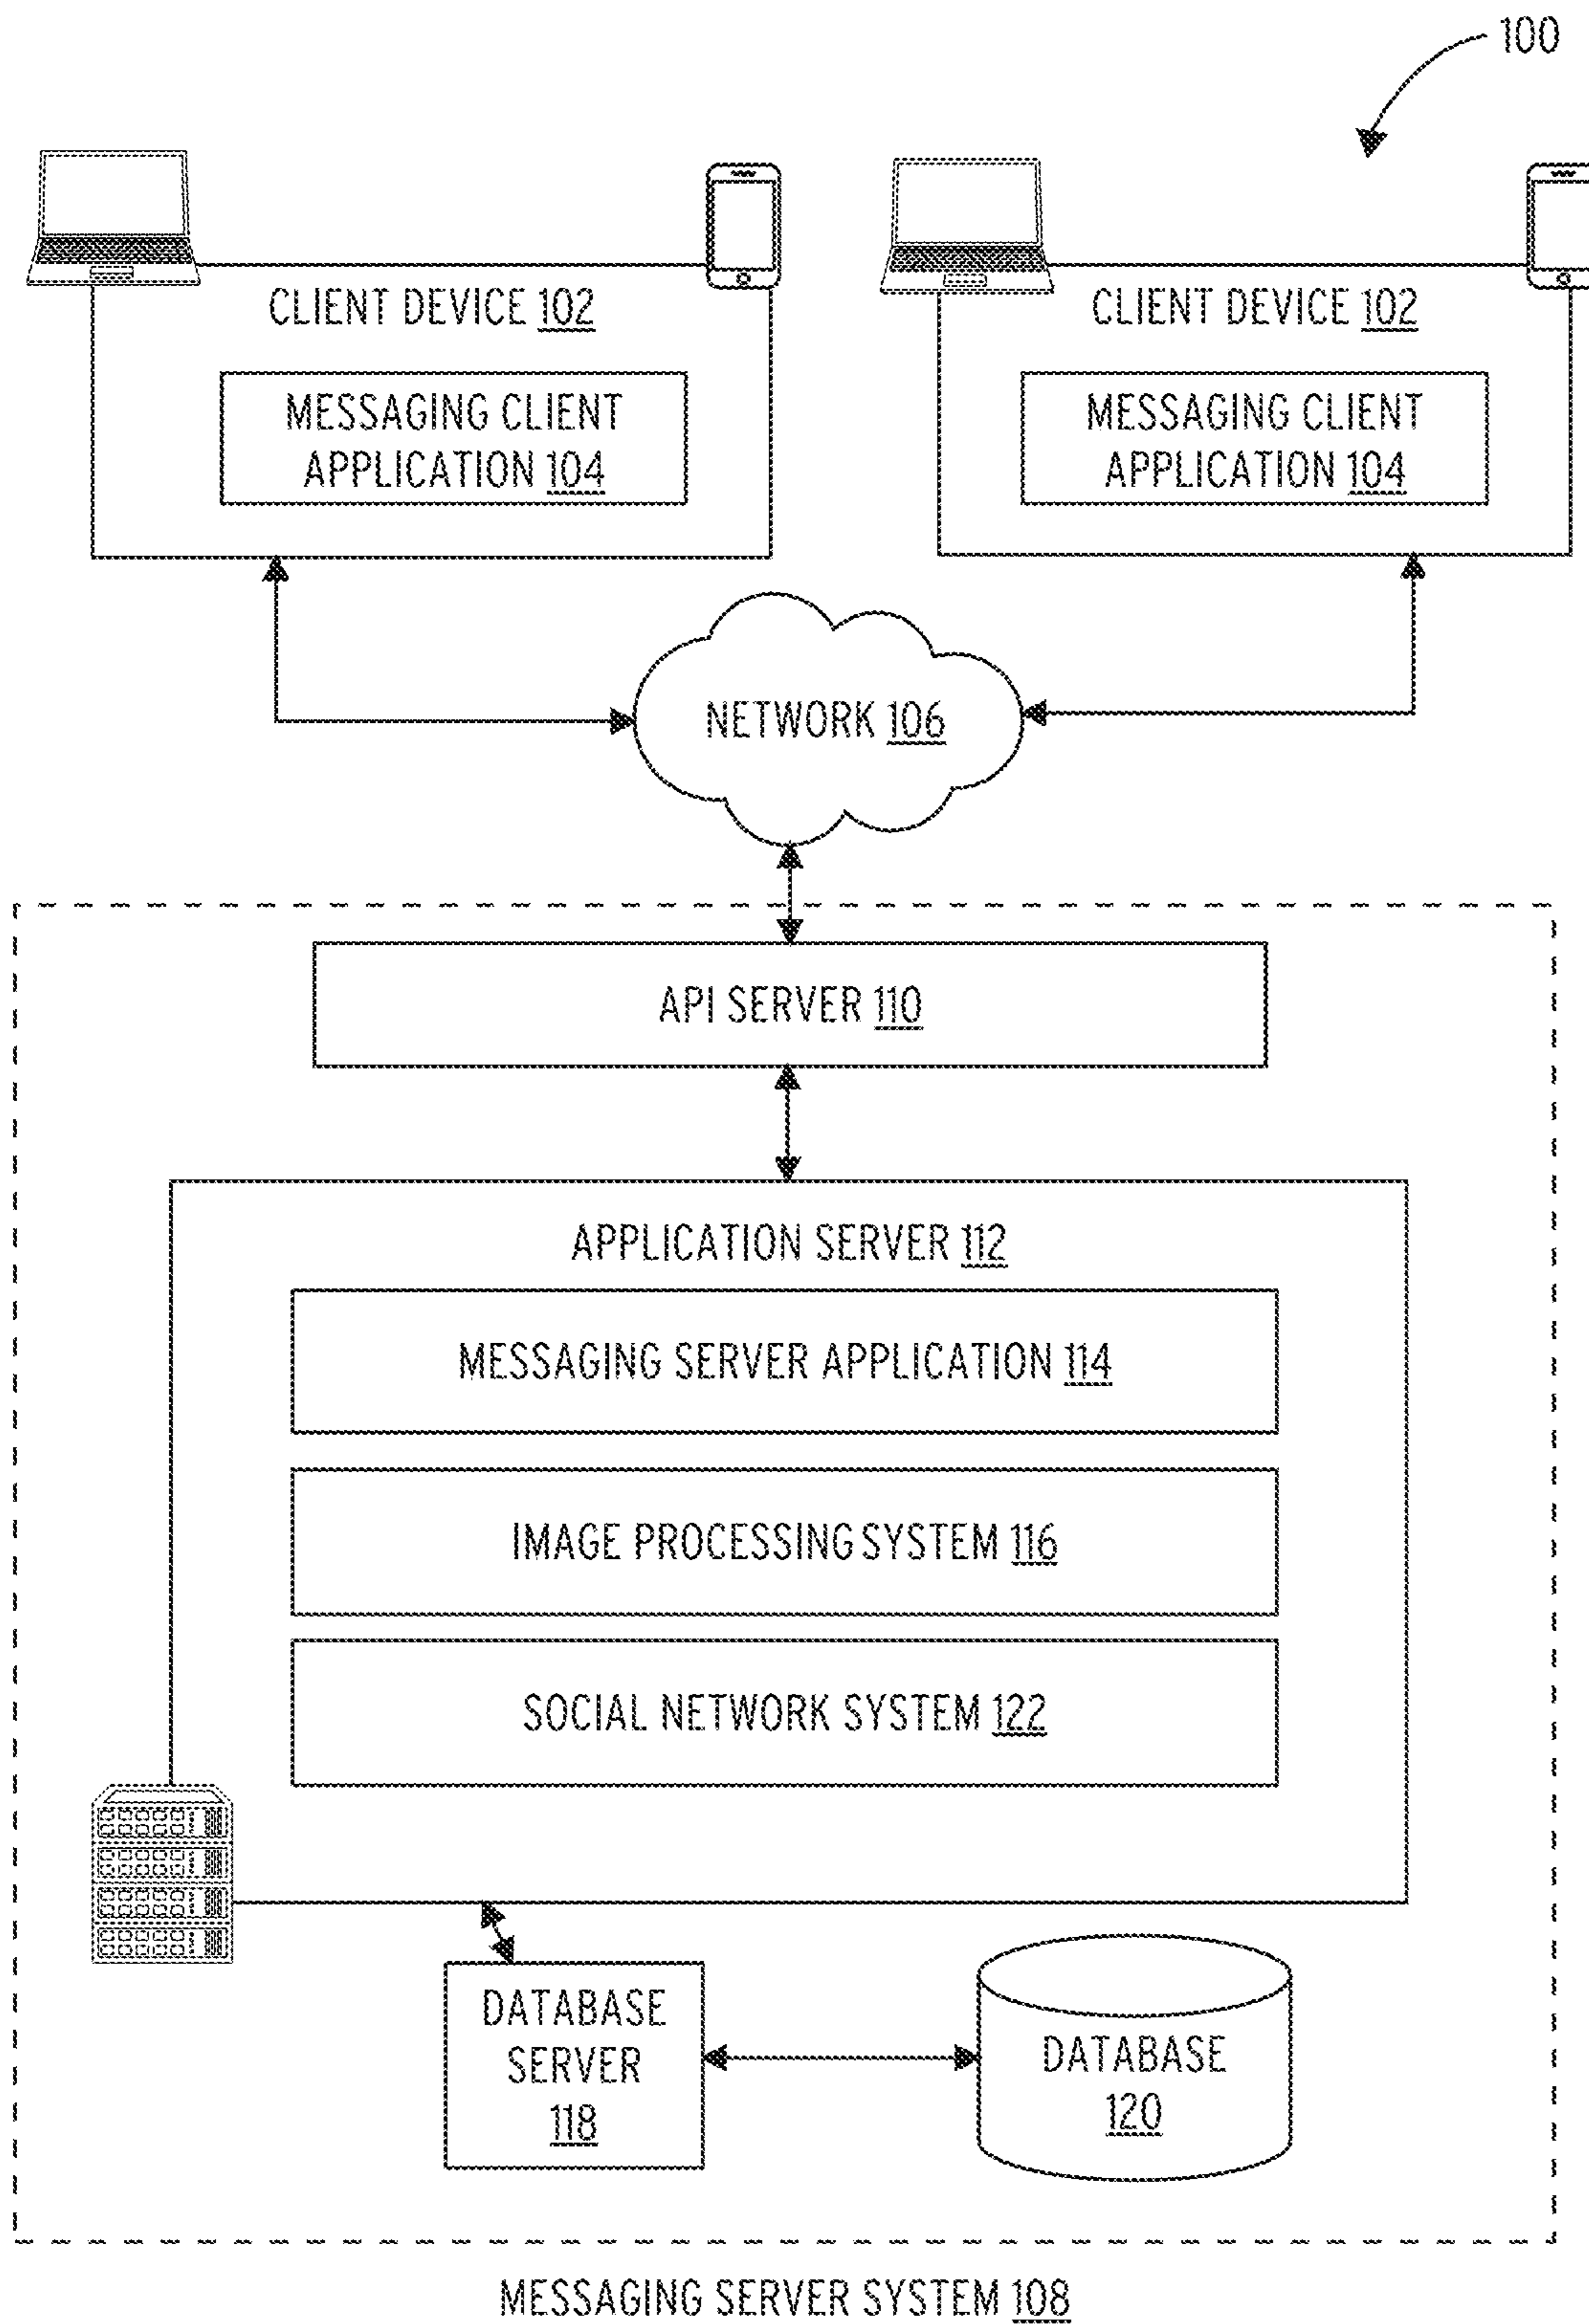 100
CLIENT DEVICE 102
MESSAGING CLIENT
APPLICATION 104
CLIENT DEVICE 102
MESSAGING CLIENT
APPLICATION 104
NETWORK 106
API SERVER 110
APPLICATION SERVER 112
MESSAGING SERVER APPLICATION 114
IMAGE PROCESSING SYSTEM 116
SOCIAL NETWORK SYSTEM 122
DATABASE
SERVER
118
DATABASE
120
MESSAGING SERVER SYSTEM 108